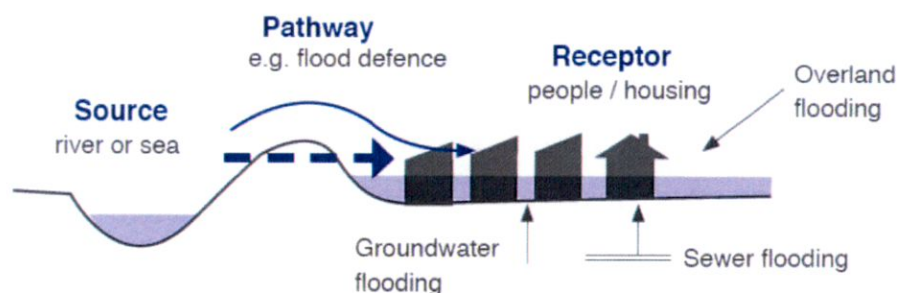 Pathway
e.g. flood defence
Receptor
people / housing
Overland
flooding
Source
river or sea
Groundwater
flooding
Sewer flooding